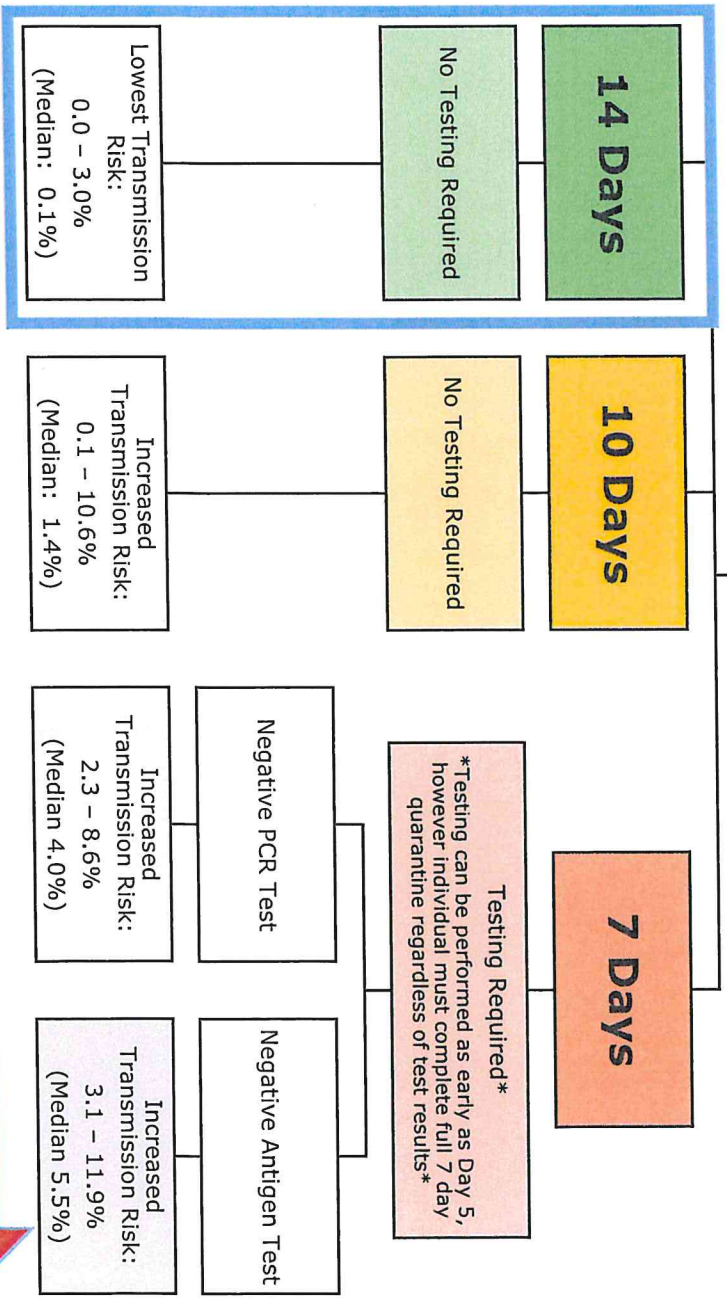 14 Days
No Testing Required
Lowest Transmission
Risk:
0.0 – 3.0%
(Median: 0.1%)
10 Days
No Testing Required
Increased
Transmission Risk:
0.1 – 10.6%
(Median: 1.4%)
7 Days
Testing Required*
*Testing can be performed as early as Day 5,
however individual must complete full 7 day
quarantine regardless of test results*
Negative PCR Test
Increased
Transmission Risk:
2.3 – 8.6%
(Median 4.0%)
Negative Antigen Test
Increased
Transmission Risk:
3.1 – 11.9%
(Median 5.5%)